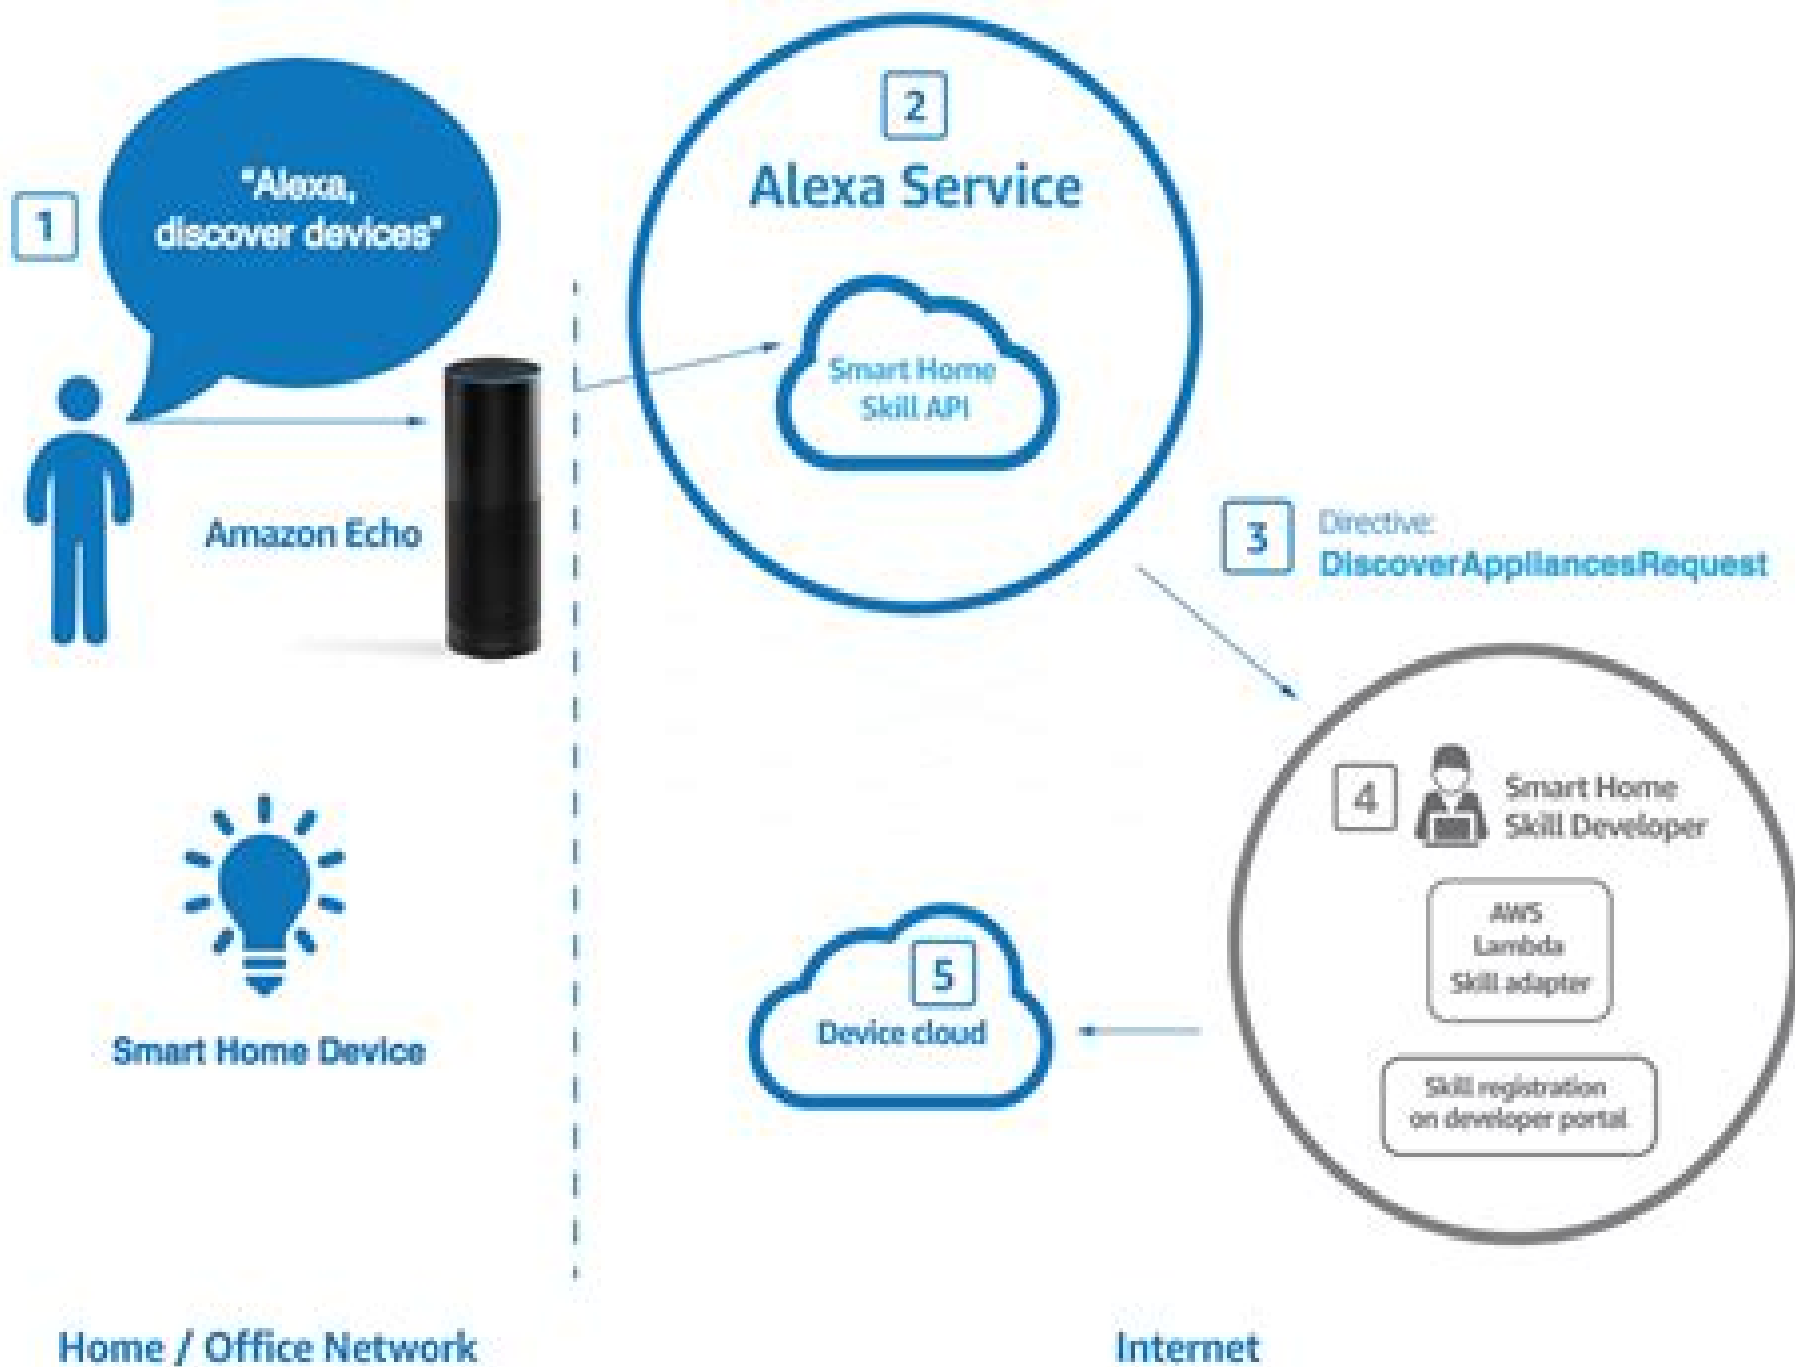 1
"Alexa,
discover devices"
Amazon Echo
2
Alexa Service
Smart Home
Skill API
3
Directive:
DiscoverAppliancesRequest
4
Smart Home
Skill Developer
AWS
Lambda
Skill adapter
Skill registration
on developer portal
5
Device cloud
Smart Home Device
Home / Office Network
Internet